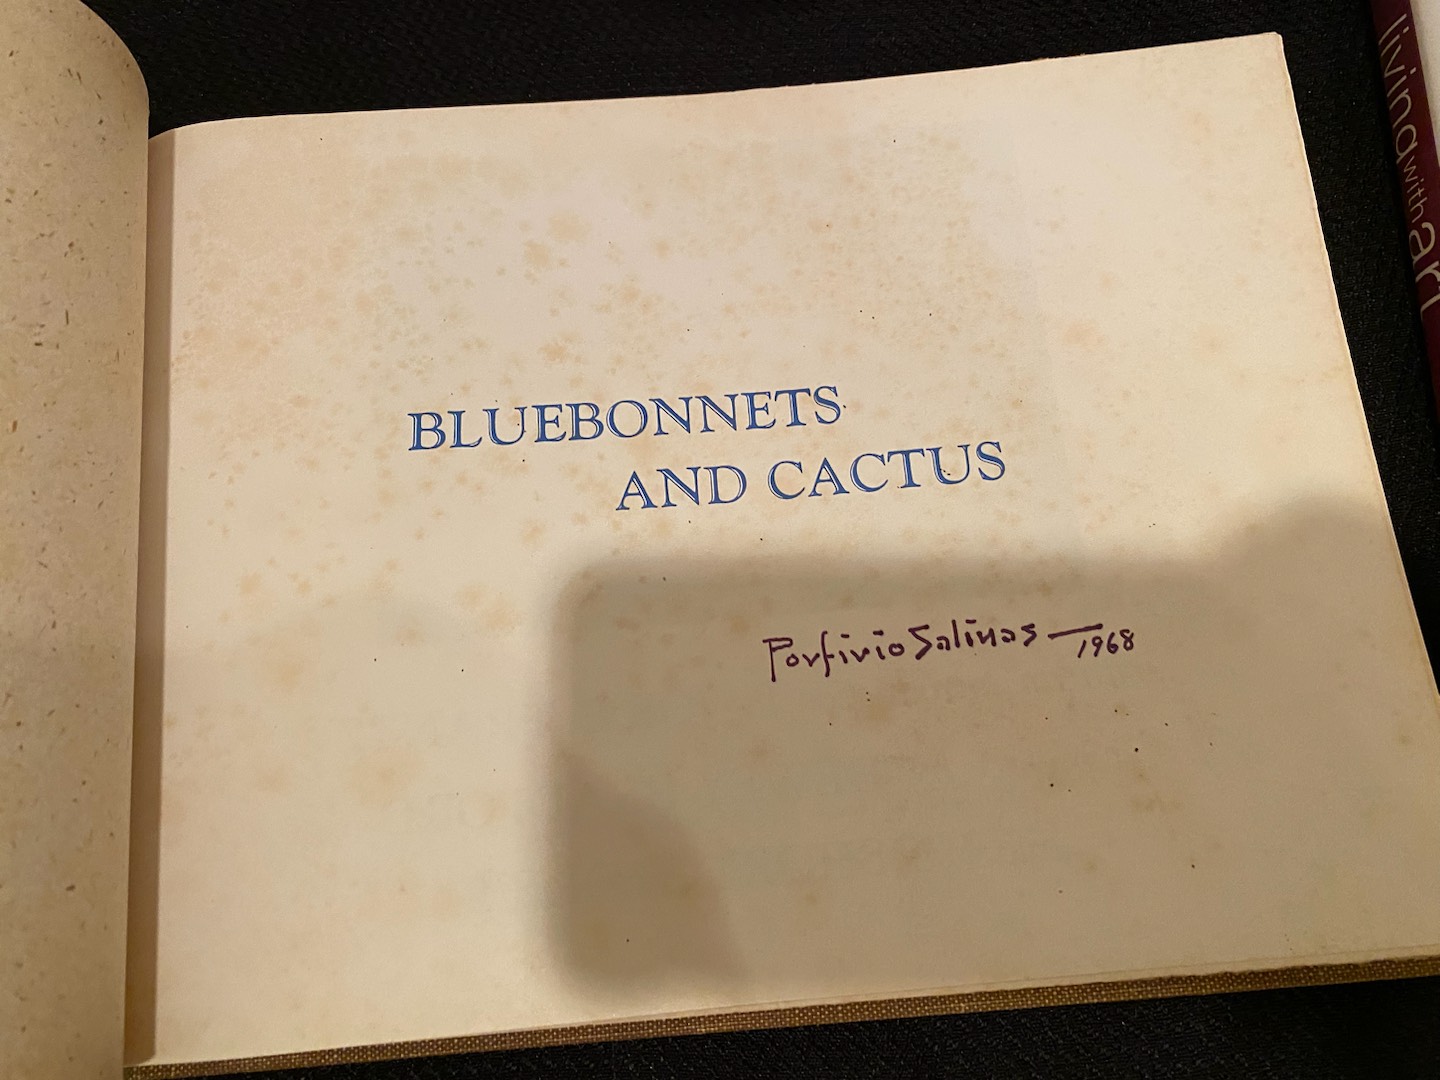 BLUEBONNETS
AND CACTUS
Porfirio Salinas — 1968
living with art